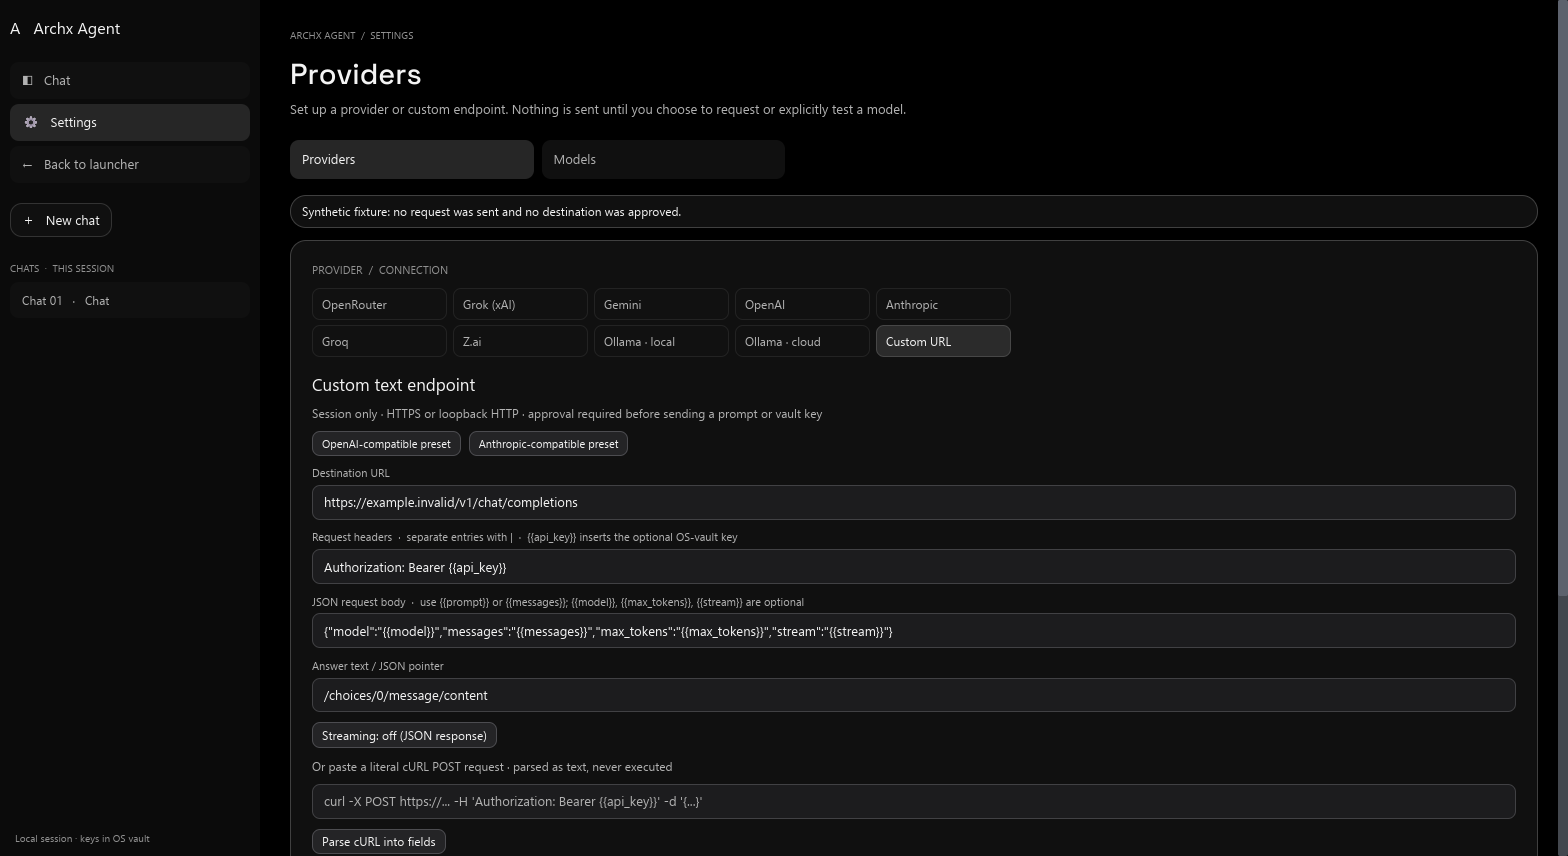 A Archx Agent
Chat
Settings
← Back to launcher
+ New chat
CHATS · THIS SESSION
Chat 01 · Chat
Local session · keys in OS vault
ARCHX AGENT / SETTINGS
Providers
Set up a provider or custom endpoint. Nothing is sent until you choose to request or explicitly test a model.
Providers Models
Synthetic fixture: no request was sent and no destination was approved.
PROVIDER / CONNECTION
OpenRouter Grok (xAI) Gemini OpenAI Anthropic
Groq Z.ai Ollama · local Ollama · cloud Custom URL
Custom text endpoint
Session only · HTTPS or loopback HTTP · approval required before sending a prompt or vault key
OpenAI-compatible preset Anthropic-compatible preset
Destination URL
https://example.invalid/v1/chat/completions
Request headers · separate entries with | · {{api_key}} inserts the optional OS-vault key
Authorization: Bearer {{api_key}}
JSON request body · use {{prompt}} or {{messages}}; {{model}}, {{max_tokens}}, {{stream}} are optional
{"model":"{{model}}","messages":"{{messages}}","max_tokens":"{{max_tokens}}","stream":"{{stream}}"}
Answer text / JSON pointer
/choices/0/message/content
Streaming: off (JSON response)
Or paste a literal cURL POST request · parsed as text, never executed
curl -X POST https://... -H 'Authorization: Bearer {{api_key}}' -d '{...}'
Parse cURL into fields